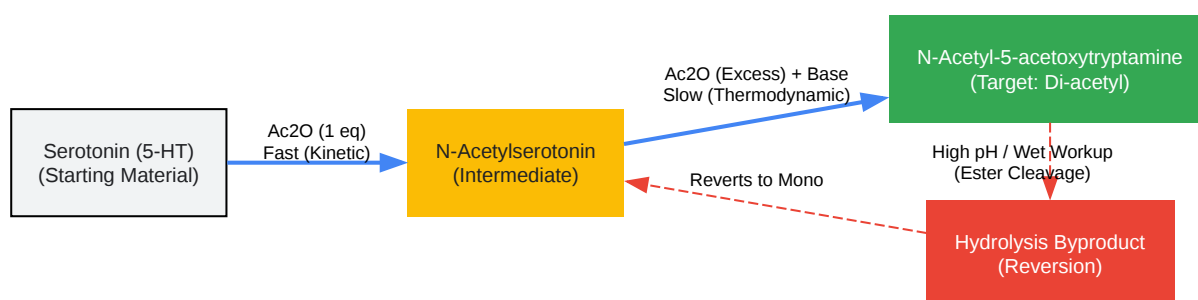 Serotonin (5-HT)
(Starting Material)
Ac2O (1 eq)
Fast (Kinetic)
N-Acetylserotonin
(Intermediate)
Ac2O (Excess) + Base
Slow (Thermodynamic)
N-Acetyl-5-acetoxytryptamine
(Target: Di-acetyl)
High pH / Wet Workup
(Ester Cleavage)
Reverts to Mono
Hydrolysis Byproduct
(Reversion)